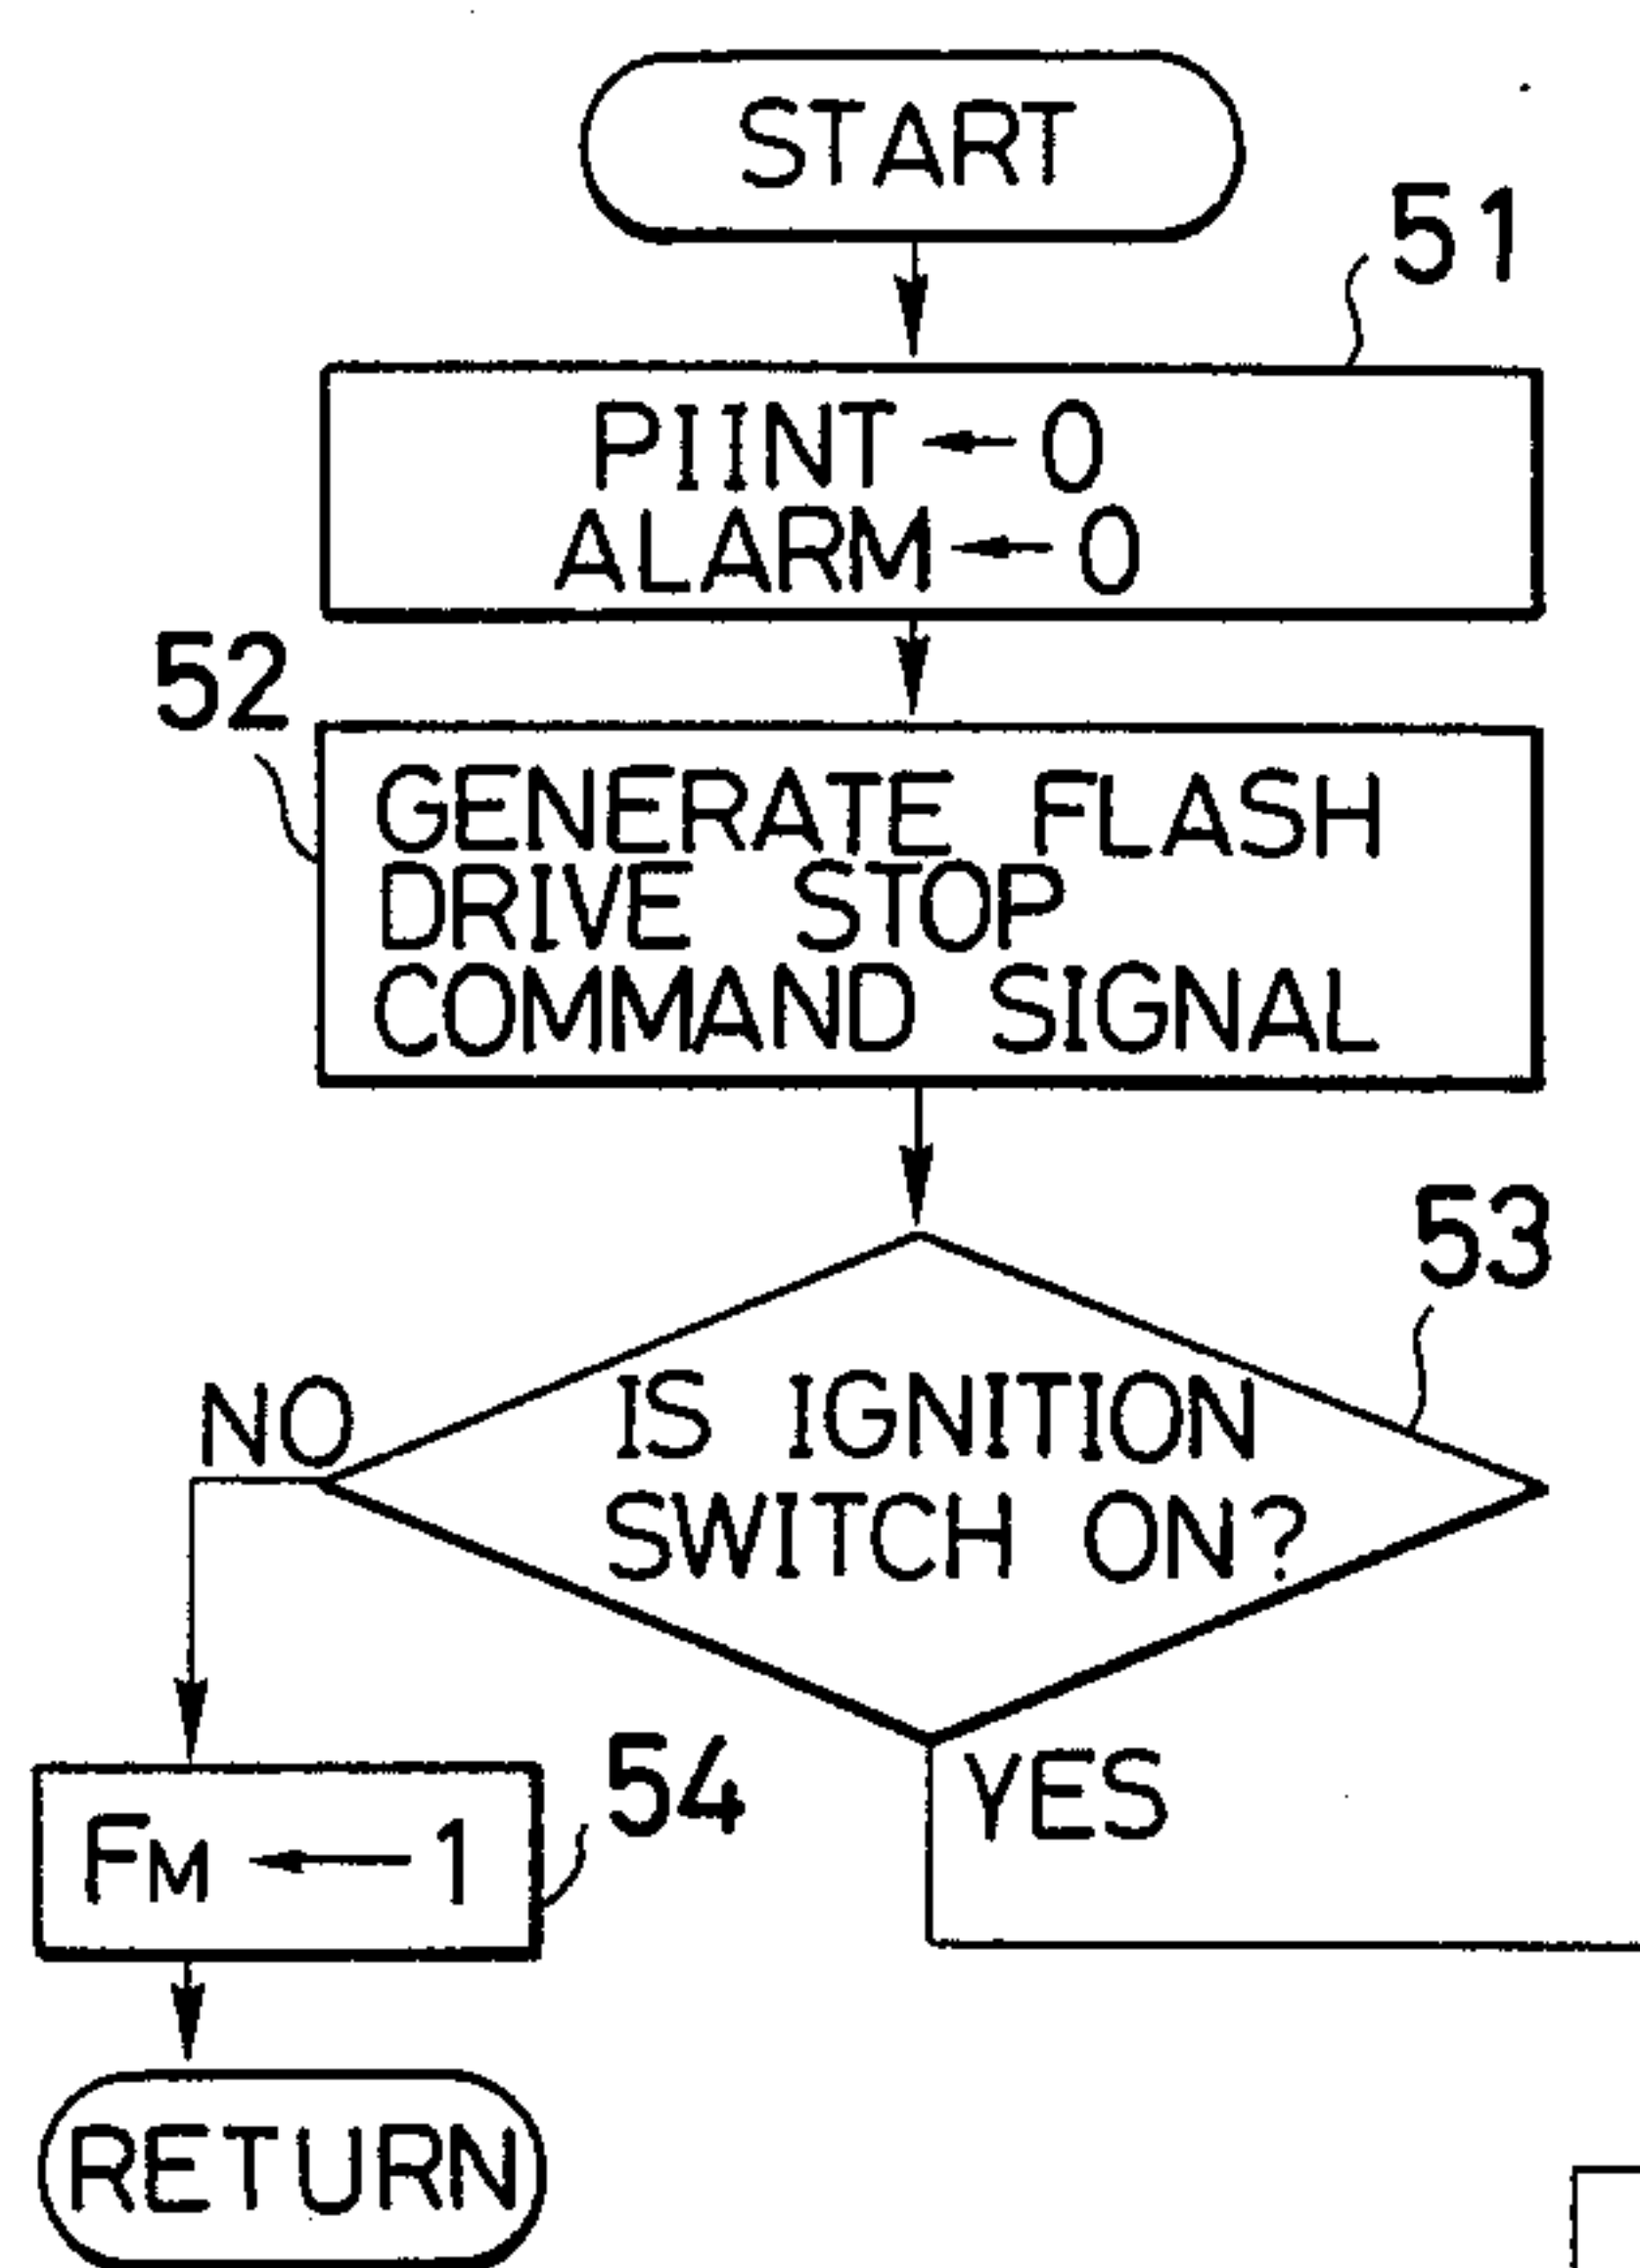 START
51
PIINT ← 0
ALARM ← 0
52
GENERATE FLASH
DRIVE STOP
COMMAND SIGNAL
53
NO
IS IGNITION
SWITCH ON?
YES
54
FM ← 1
RETURN